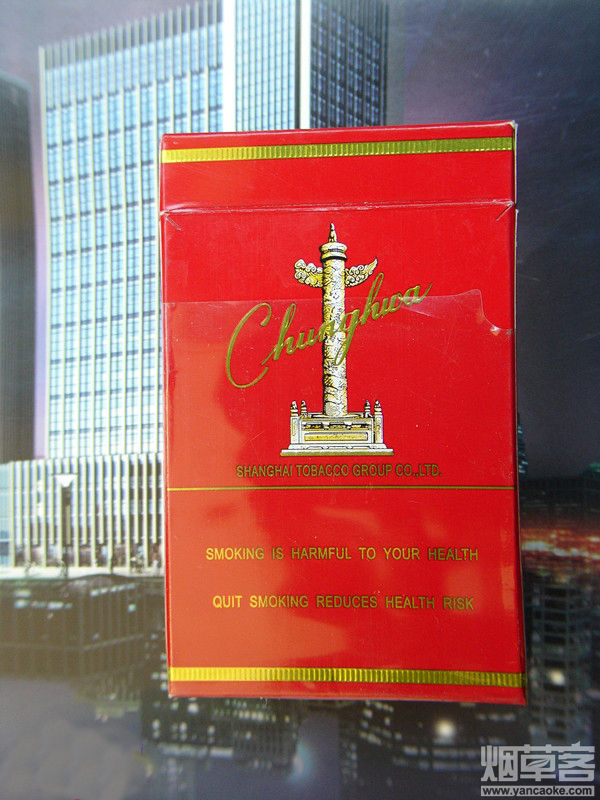 Chunghwa
SHANGHAI TOBACCO GROUP CO.,LTD.
SMOKING IS HARMFUL TO YOUR HEALTH
QUIT SMOKING REDUCES HEALTH RISK
烟草客
www.yancaoke.com